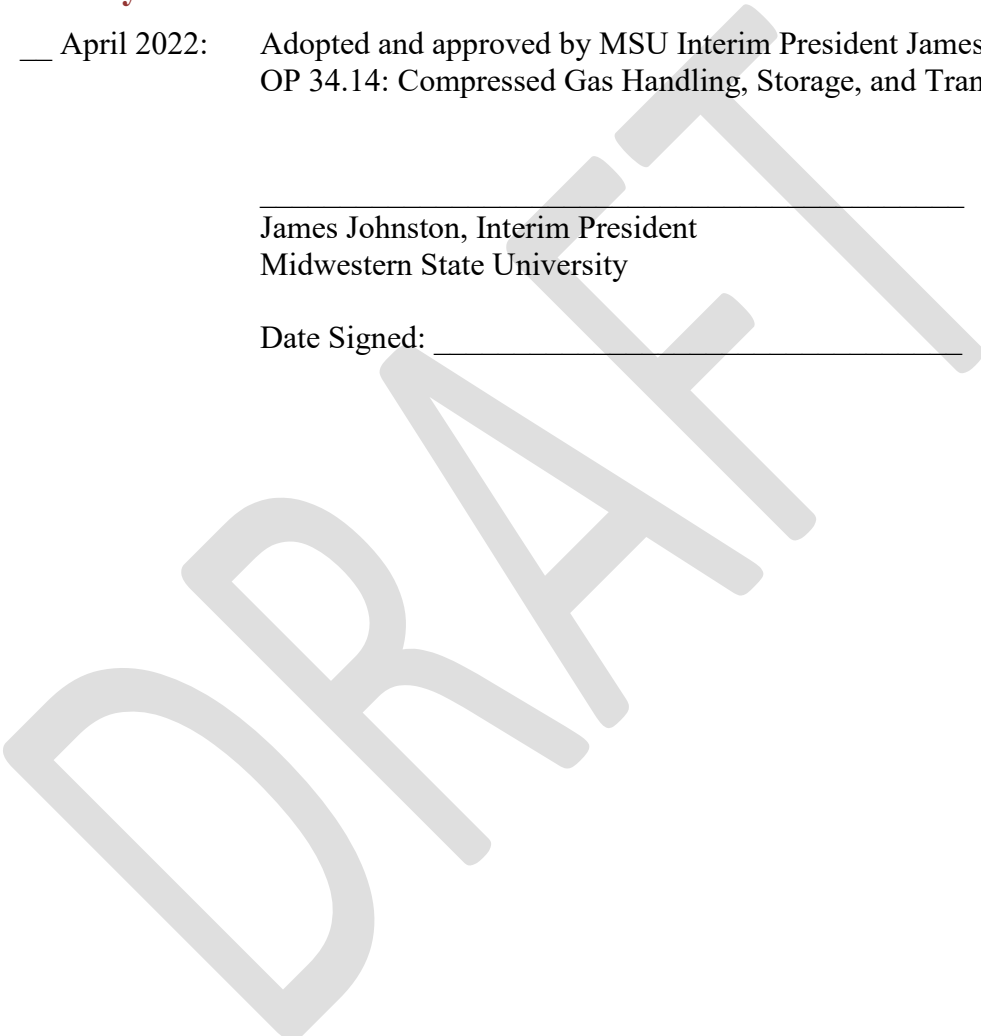 __ April 2022: Adopted and approved by MSU Interim President James
OP 34.14: Compressed Gas Handling, Storage, and Tran
James Johnston, Interim President
Midwestern State University
Date Signed: ________________________________
DRAFT